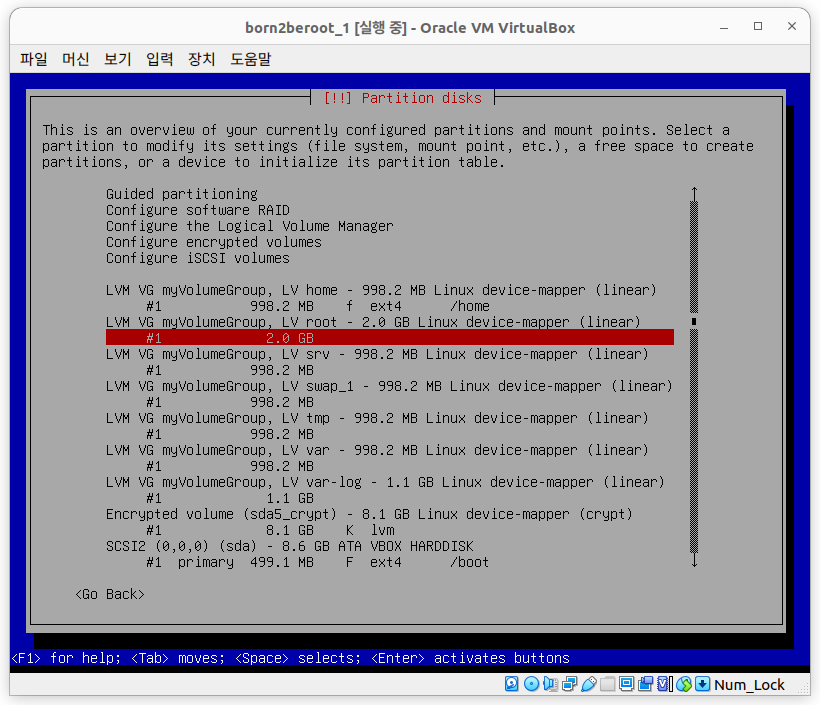 born2beroot_1 [실행 중] - Oracle VM VirtualBox
파일 머신 보기 입력 장치 도움말
[!!] Partition disks
This is an overview of your currently configured partitions and mount points. Select a
partition to modify its settings (file system, mount point, etc.), a free space to create
partitions, or a device to initialize its partition table.
Guided partitioning
Configure software RAID
Configure the Logical Volume Manager
Configure encrypted volumes
Configure iSCSI volumes
LVM VG myVolumeGroup, LV home - 998.2 MB Linux device-mapper (linear)
#1 998.2 MB f ext4 /home
LVM VG myVolumeGroup, LV root - 2.0 GB Linux device-mapper (linear)
#1 2.0 GB
LVM VG myVolumeGroup, LV srv - 998.2 MB Linux device-mapper (linear)
#1 998.2 MB
LVM VG myVolumeGroup, LV swap_1 - 998.2 MB Linux device-mapper (linear)
#1 998.2 MB
LVM VG myVolumeGroup, LV tmp - 998.2 MB Linux device-mapper (linear)
#1 998.2 MB
LVM VG myVolumeGroup, LV var - 998.2 MB Linux device-mapper (linear)
#1 998.2 MB
LVM VG myVolumeGroup, LV var-log - 1.1 GB Linux device-mapper (linear)
#1 1.1 GB
Encrypted volume (sda5_crypt) - 8.1 GB Linux device-mapper (crypt)
#1 8.1 GB K lvm
SCSI2 (0,0,0) (sda) - 8.6 GB ATA VBOX HARDDISK
#1 primary 499.1 MB F ext4 /boot
<Go Back>
<F1> for help; <Tab> moves; <Space> selects; <Enter> activates buttons
Num_Lock